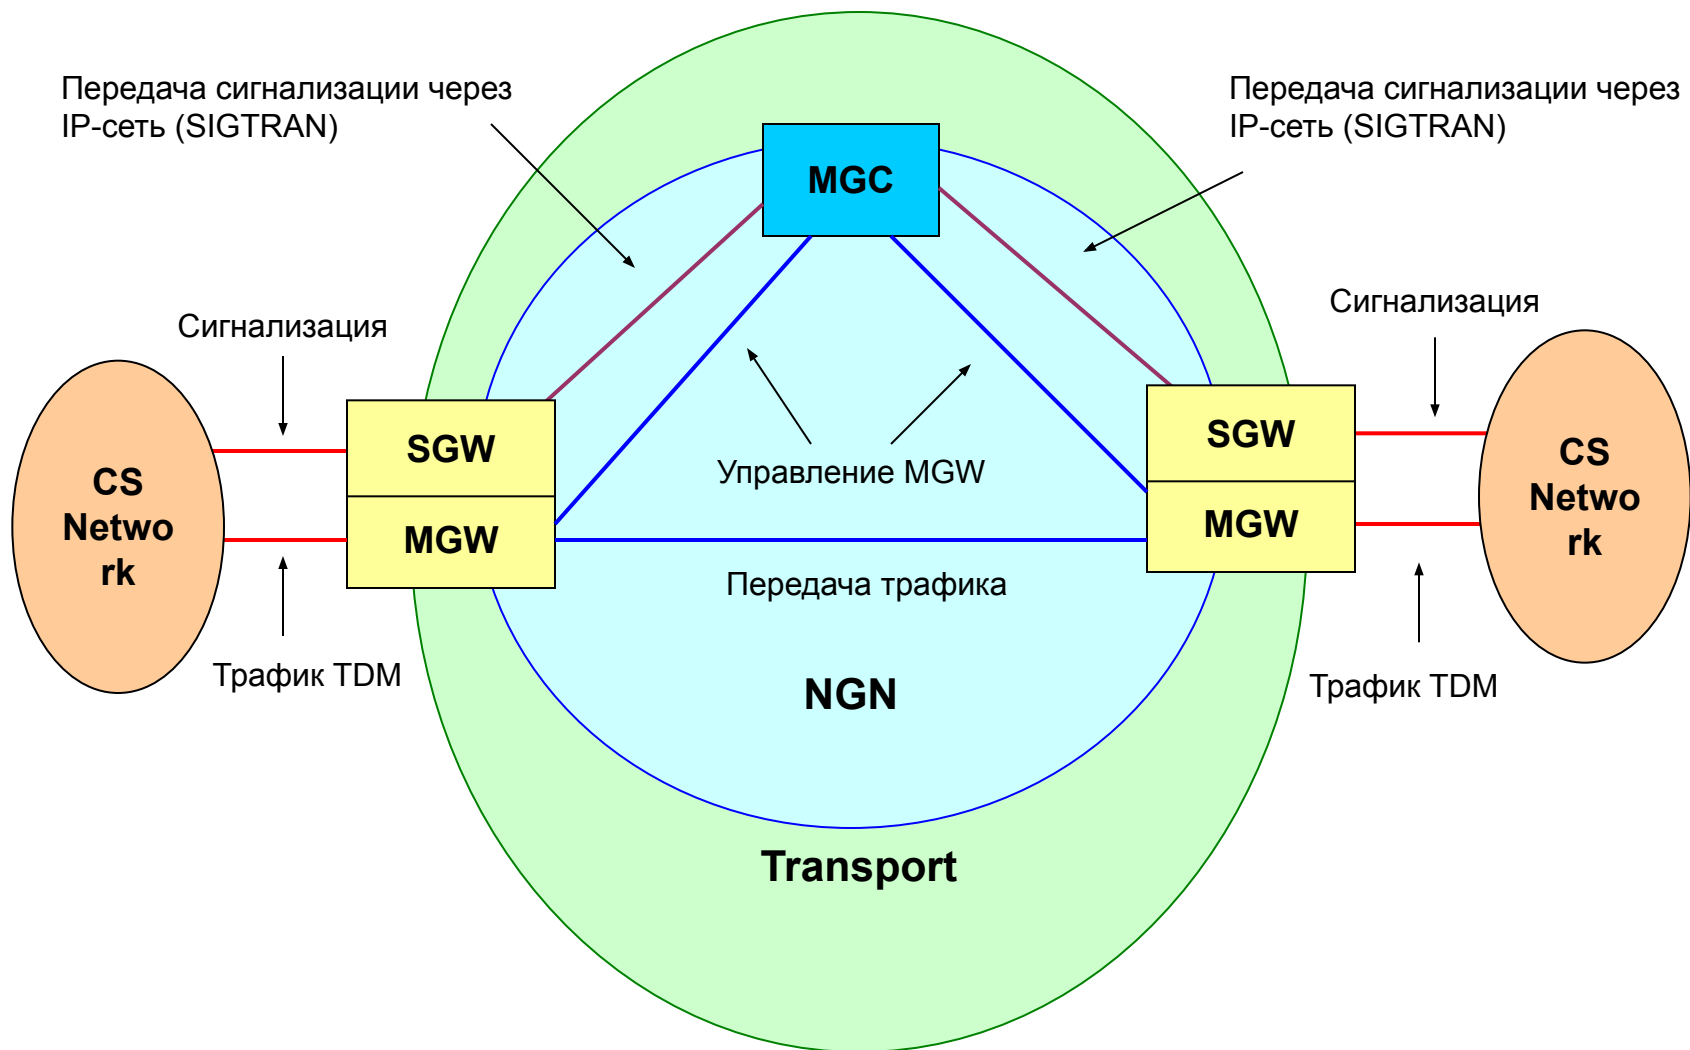 Передача сигнализации через
IP-сеть (SIGTRAN)
Передача сигнализации через
IP-сеть (SIGTRAN)
MGC
Сигнализация
Сигнализация
CS
Netwo
rk
SGW
MGW
Управление MGW
SGW
MGW
CS
Netwo
rk
Передача трафика
Трафик TDM
Трафик TDM
NGN
Transport